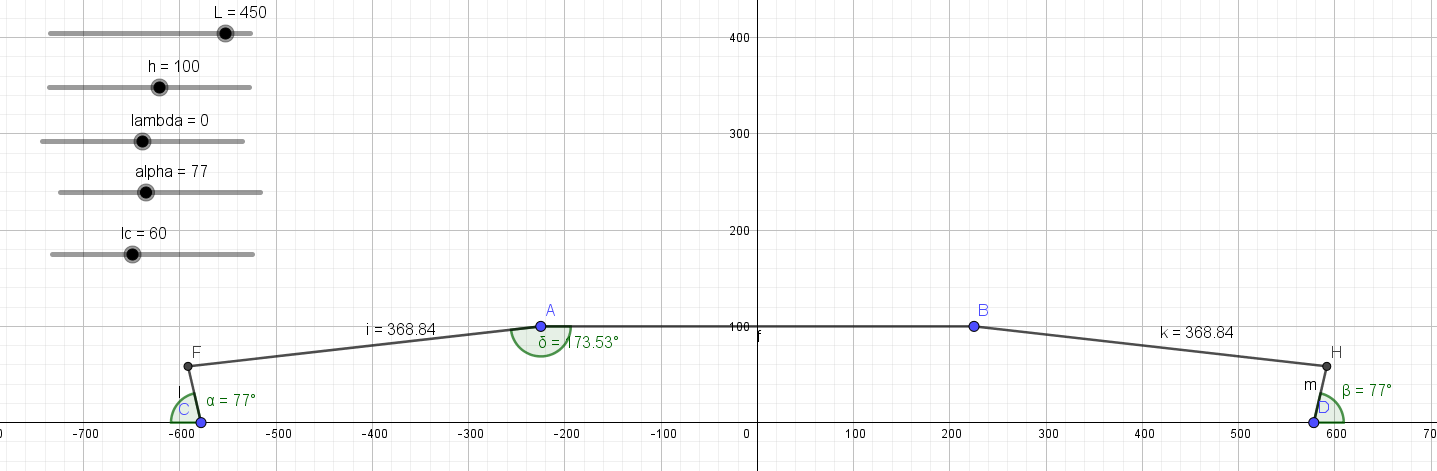 L = 450
h = 100
lambda = 0
alpha = 77
lc = 60
400
300
200
100
A
B
f
i = 368.84
k = 368.84
δ = 173.53°
F
H
l
α = 77°
C
m
β = 77°
D
-700 -600 -500 -400 -300 -200 -100 0 100 200 300 400 500 600